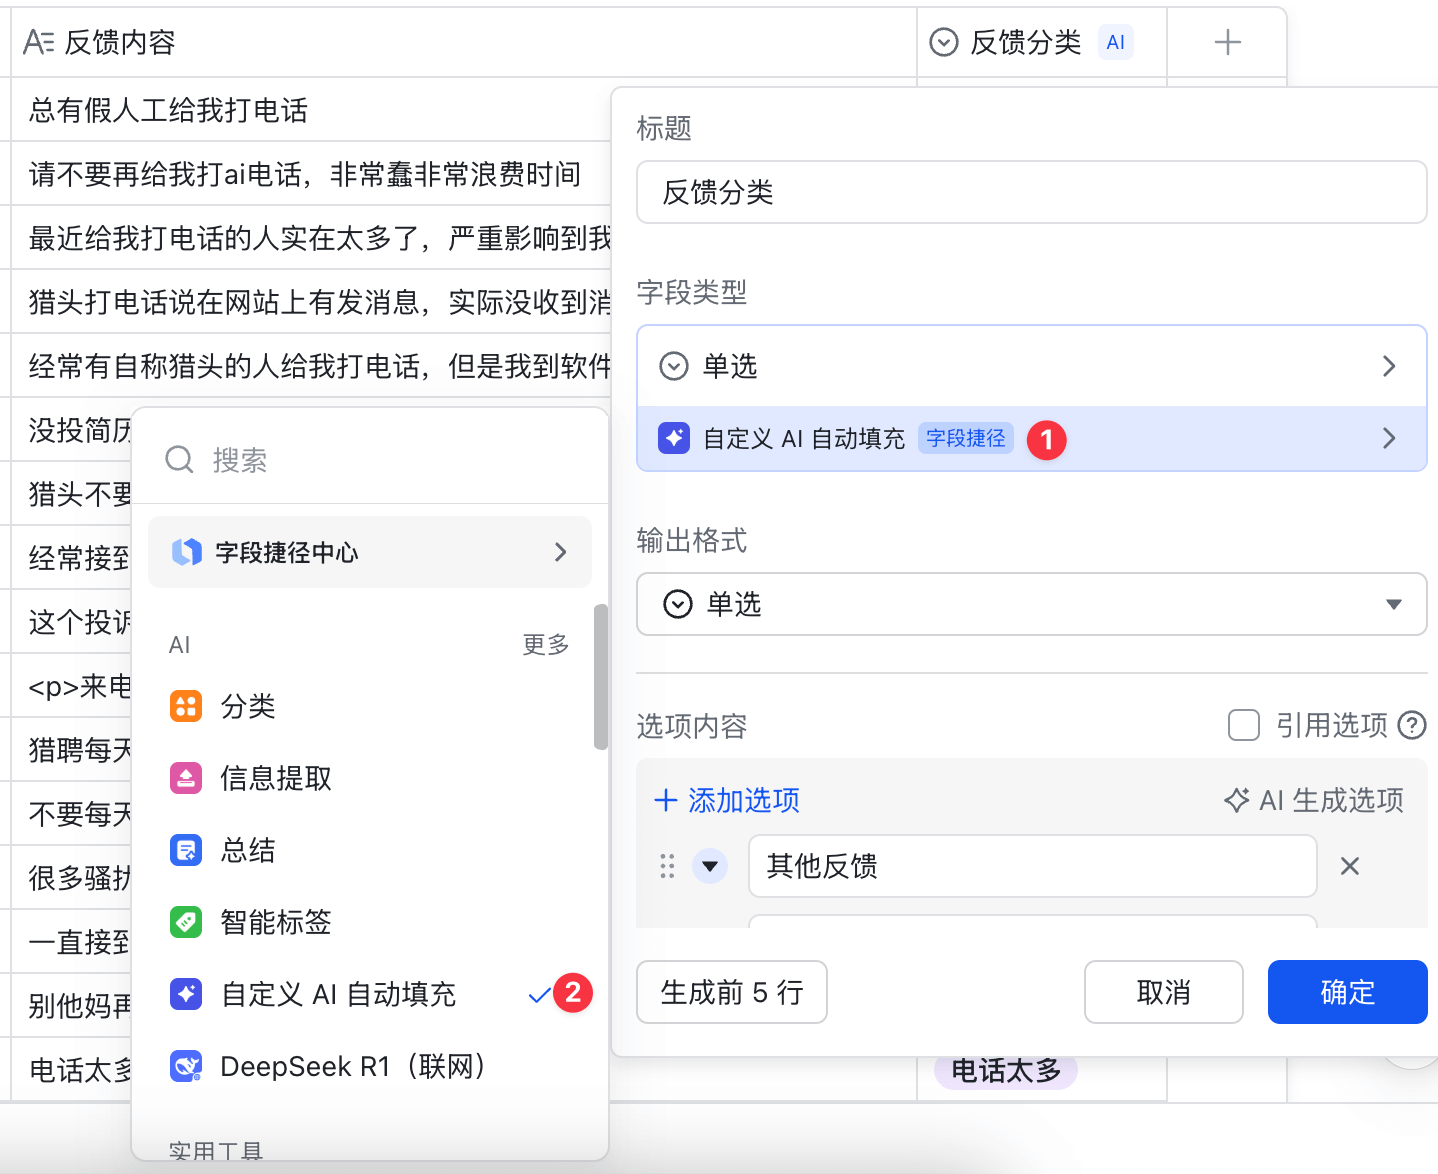 反馈内容
反馈分类 AI
总有假人工给我打电话
请不要再给我打ai电话，非常蠢非常浪费时间
最近给我打电话的人实在太多了，严重影响到我
猎头打电话说在网站上有发消息，实际没收到消
经常有自称猎头的人给我打电话，但是我到软件
没投简历
猎头不要
经常接到
这个投诉
<p>来电
猎聘每天
不要每天
很多骚扰
一直接到
别他妈再
电话太多
搜索
字段捷径中心
AI 更多
分类
信息提取
总结
智能标签
自定义 AI 自动填充 2
DeepSeek R1（联网）
实用工具
标题
反馈分类
字段类型
单选
自定义 AI 自动填充 字段捷径 1
输出格式
单选
选项内容 引用选项
添加选项 AI 生成选项
其他反馈
生成前 5 行 取消 确定
电话太多